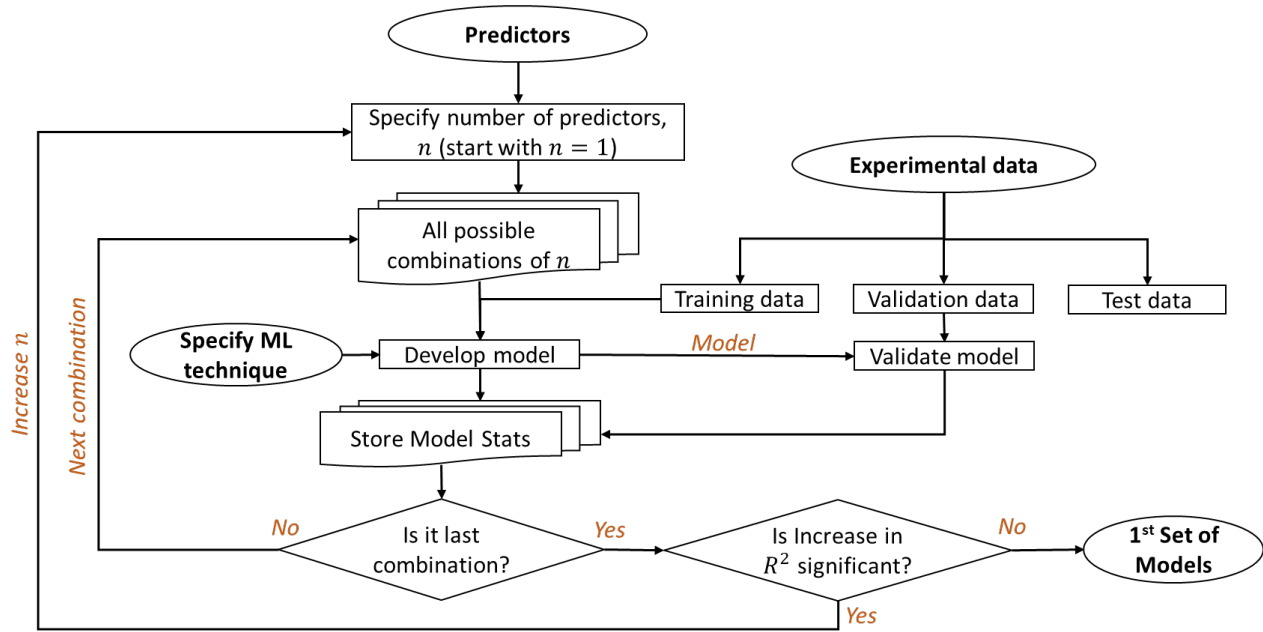 Predictors
Specify number of predictors,
n (start with n = 1)
Experimental data
All possible
combinations of n
Training data
Validation data
Test data
Specify ML
technique
Develop model
Model
Validate model
Increase n
Next combination
Store Model Stats
No
Is it last
combination?
Yes
Is Increase in
R² significant?
No
1st Set of
Models
Yes